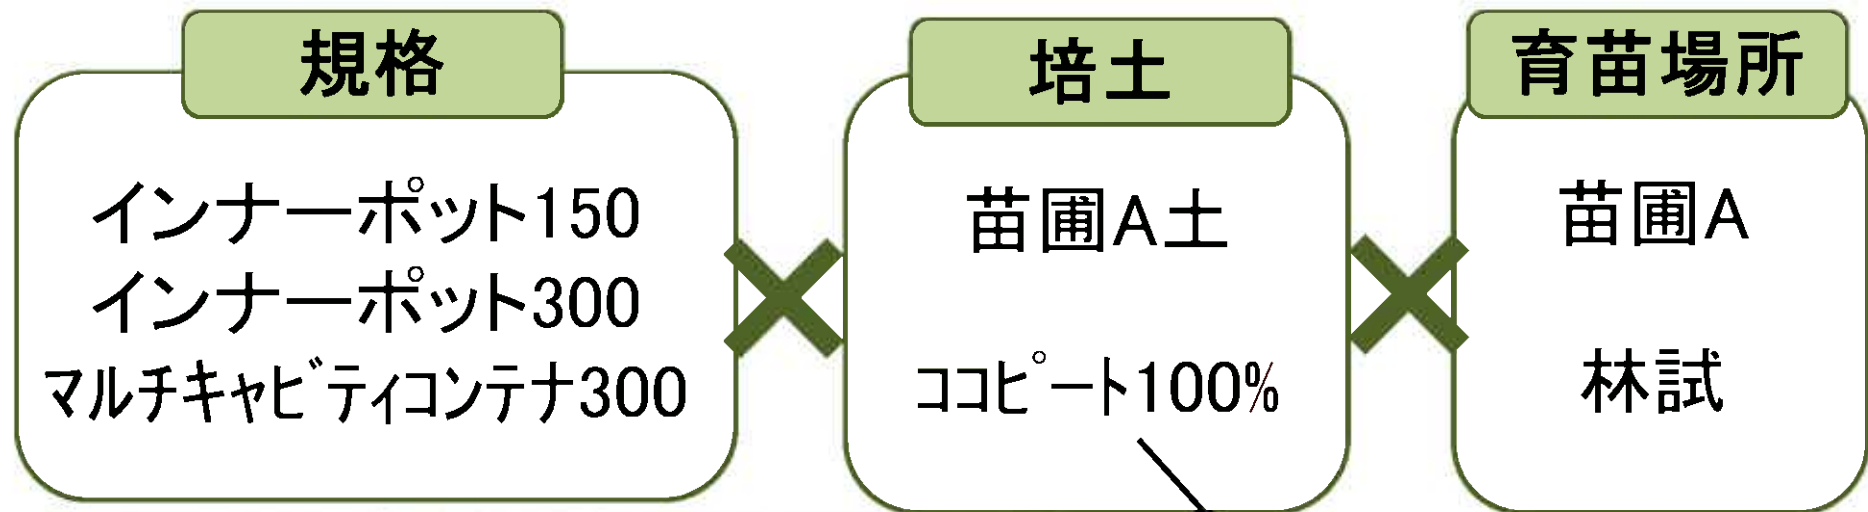 規格
インナーポット150
インナーポット300
マルチキャビティコンテナ300
培土
苗圃A土
ココピート100%
育苗場所
苗圃A
林試